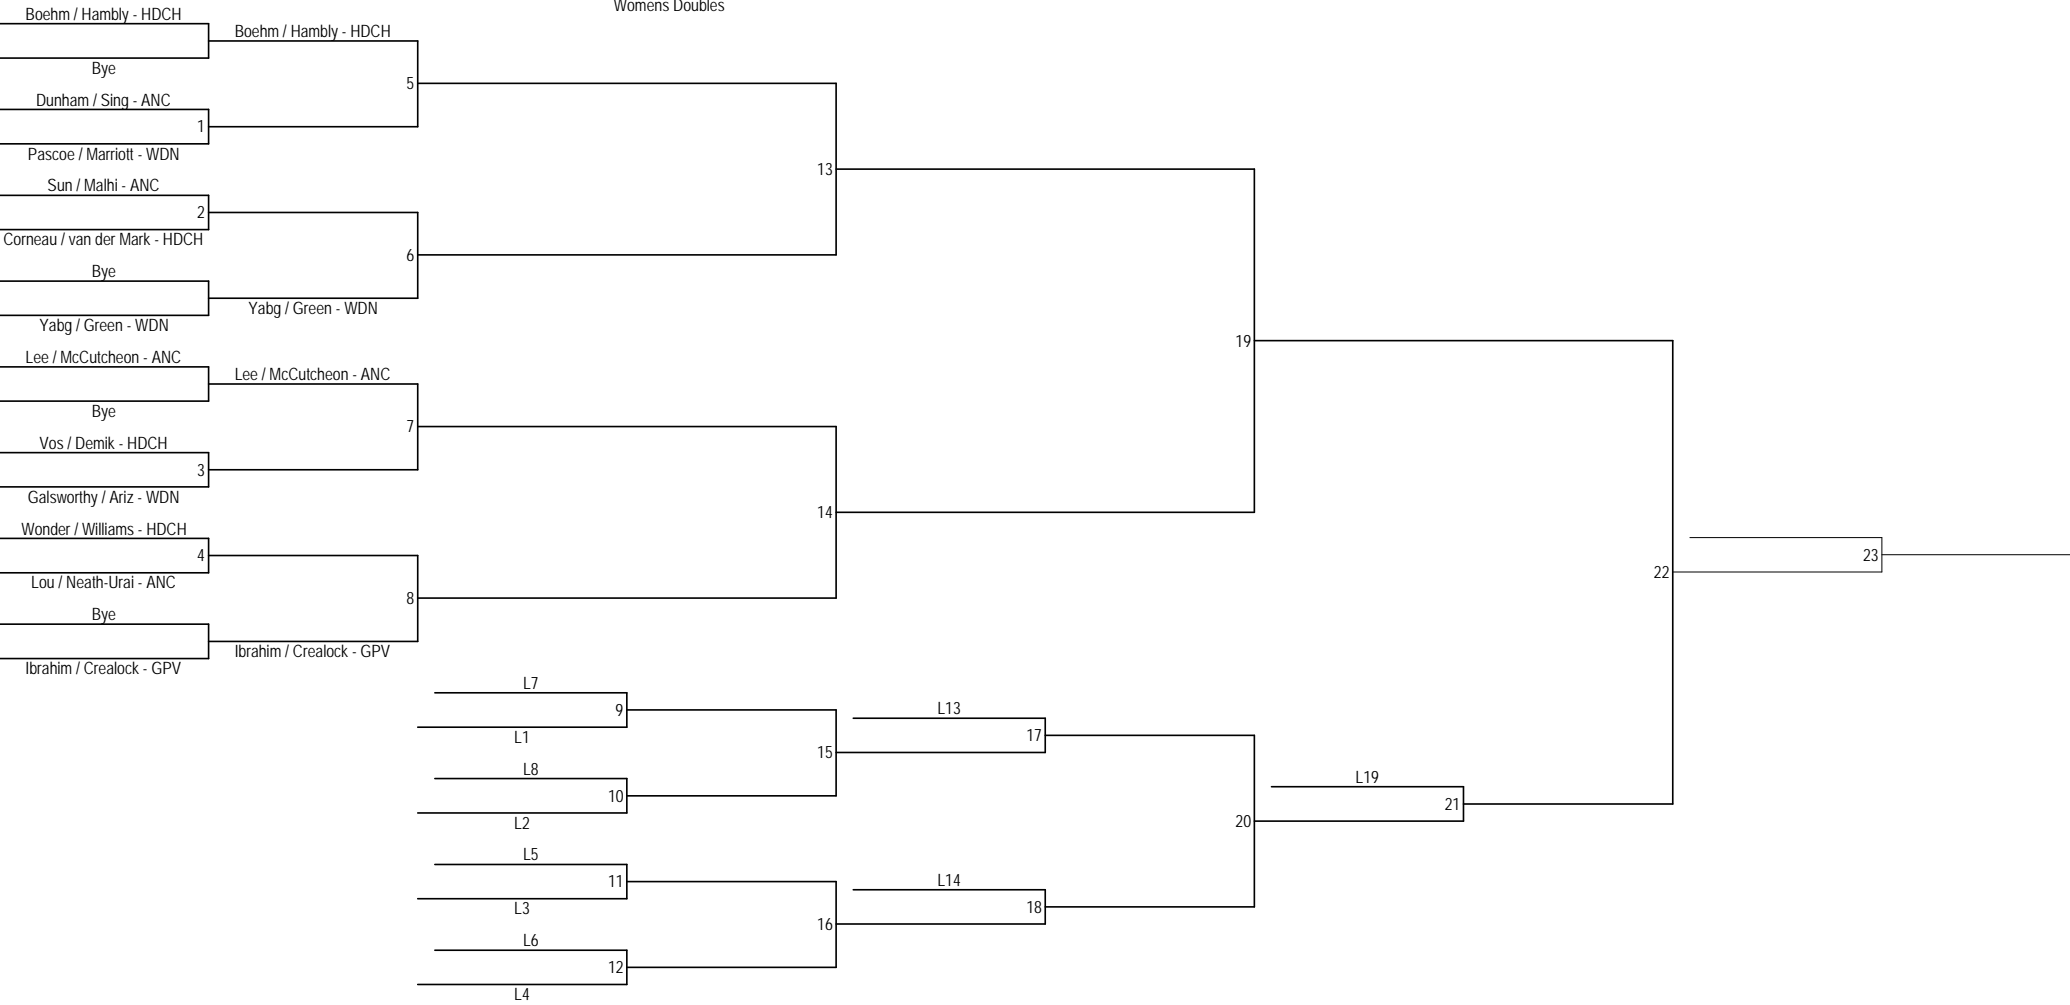 Womens Doubles
Boehm / Hambly - HDCH
Boehm / Hambly - HDCH
Bye
5
Dunham / Sing - ANC
1
Pascoe / Marriott - WDN
13
Sun / Malhi - ANC
2
Corneau / van der Mark - HDCH
6
Bye
Yabg / Green - WDN
Yabg / Green - WDN
19
Lee / McCutcheon - ANC
Lee / McCutcheon - ANC
Bye
7
Vos / Demik - HDCH
3
Galsworthy / Ariz - WDN
14
Wonder / Williams - HDCH
4
23
22
Lou / Neath-Urai - ANC
8
Bye
Ibrahim / Crealock - GPV
Ibrahim / Crealock - GPV
L7
9
L13
L1
17
15
L8
L19
10
21
L2
20
L5
11
L14
L3
18
16
L6
12
L4